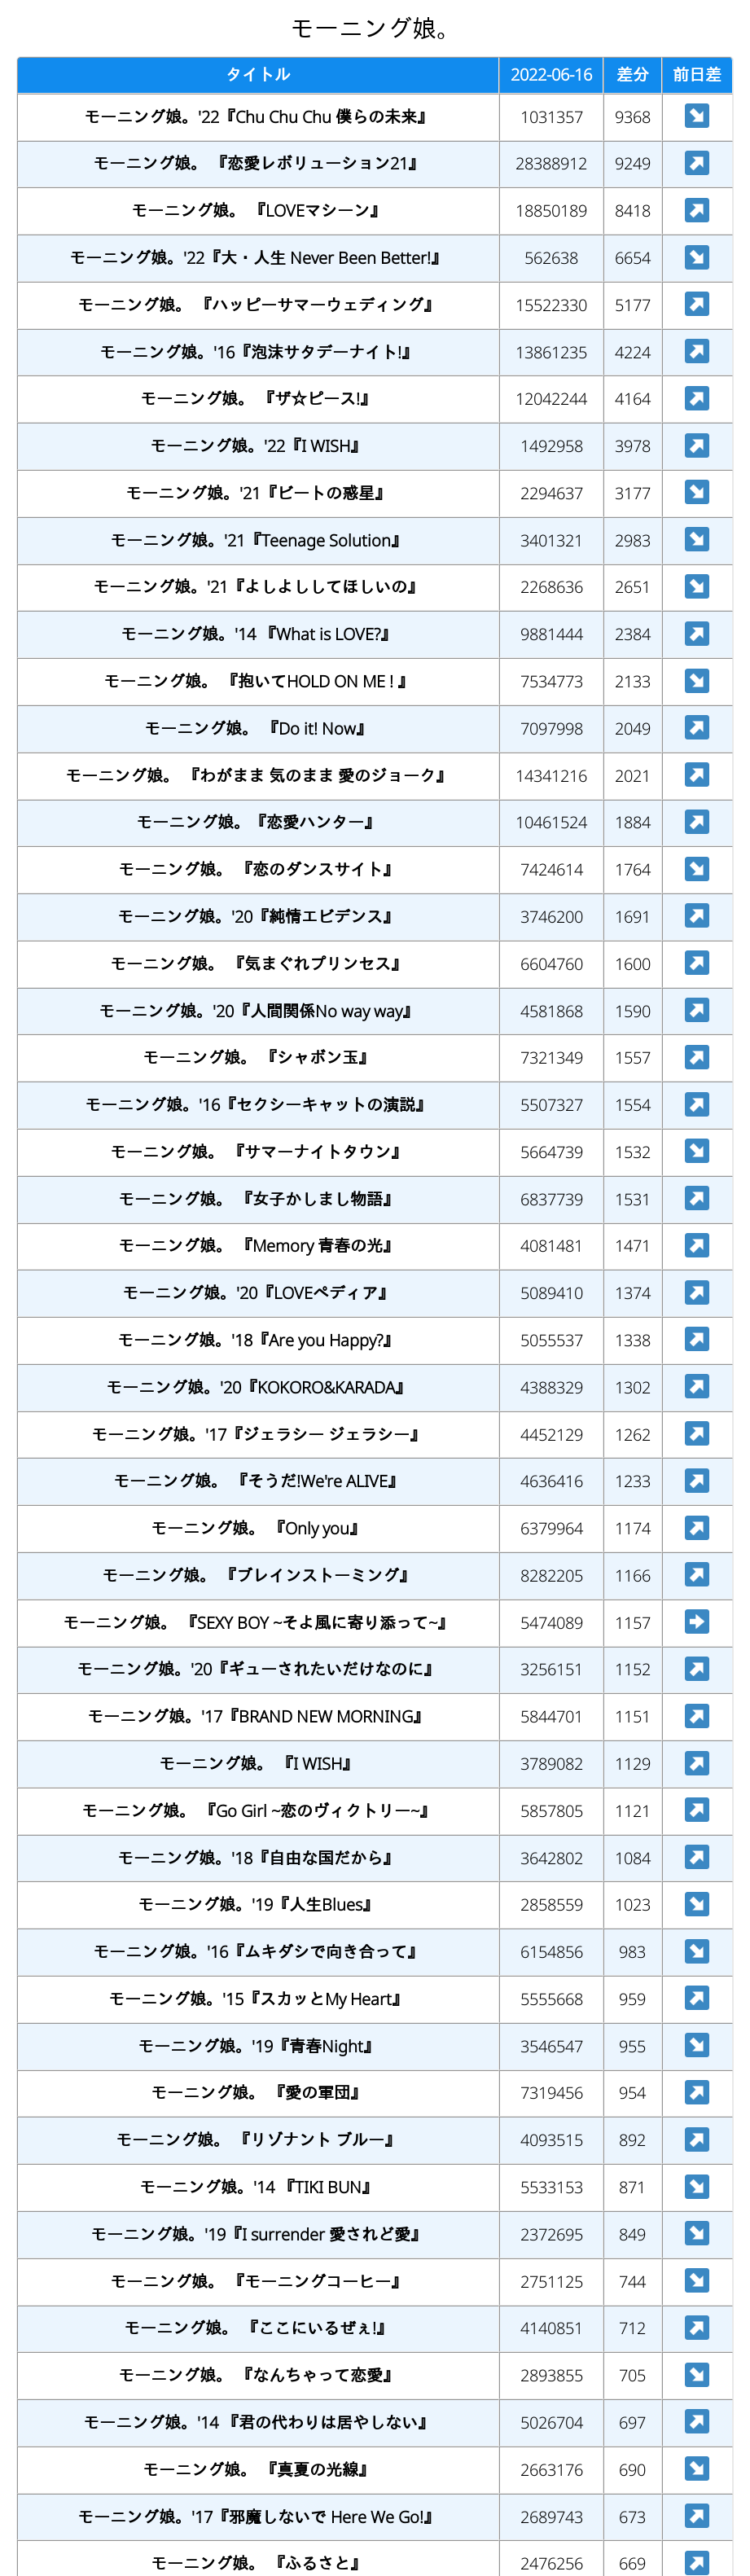 モーニング娘。
タイトル 2022-06-16 差分 前日差
モーニング娘。'22『Chu Chu Chu 僕らの未来』 1031357 9368
モーニング娘。 『恋愛レボリューション21』 28388912 9249
モーニング娘。 『LOVEマシーン』 18850189 8418
モーニング娘。'22『大・人生 Never Been Better!』 562638 6654
モーニング娘。 『ハッピーサマーウェディング』 15522330 5177
モーニング娘。'16『泡沫サタデーナイト!』 13861235 4224
モーニング娘。 『ザ☆ピース!』 12042244 4164
モーニング娘。'22『I WISH』 1492958 3978
モーニング娘。'21『ビートの惑星』 2294637 3177
モーニング娘。'21『Teenage Solution』 3401321 2983
モーニング娘。'21『よしよししてほしいの』 2268636 2651
モーニング娘。'14 『What is LOVE?』 9881444 2384
モーニング娘。 『抱いてHOLD ON ME ! 』 7534773 2133
モーニング娘。 『Do it! Now』 7097998 2049
モーニング娘。 『わがまま 気のまま 愛のジョーク』 14341216 2021
モーニング娘。『恋愛ハンター』 10461524 1884
モーニング娘。 『恋のダンスサイト』 7424614 1764
モーニング娘。'20『純情エビデンス』 3746200 1691
モーニング娘。 『気まぐれプリンセス』 6604760 1600
モーニング娘。'20『人間関係No way way』 4581868 1590
モーニング娘。 『シャボン玉』 7321349 1557
モーニング娘。'16『セクシーキャットの演説』 5507327 1554
モーニング娘。 『サマーナイトタウン』 5664739 1532
モーニング娘。 『女子かしまし物語』 6837739 1531
モーニング娘。 『Memory 青春の光』 4081481 1471
モーニング娘。'20『LOVEペディア』 5089410 1374
モーニング娘。'18『Are you Happy?』 5055537 1338
モーニング娘。'20『KOKORO&KARADA』 4388329 1302
モーニング娘。'17『ジェラシー ジェラシー』 4452129 1262
モーニング娘。 『そうだ!We're ALIVE』 4636416 1233
モーニング娘。 『Only you』 6379964 1174
モーニング娘。 『ブレインストーミング』 8282205 1166
モーニング娘。 『SEXY BOY ~そよ風に寄り添って~』 5474089 1157
モーニング娘。'20『ギューされたいだけなのに』 3256151 1152
モーニング娘。'17『BRAND NEW MORNING』 5844701 1151
モーニング娘。 『I WISH』 3789082 1129
モーニング娘。 『Go Girl ~恋のヴィクトリー~』 5857805 1121
モーニング娘。'18『自由な国だから』 3642802 1084
モーニング娘。'19『人生Blues』 2858559 1023
モーニング娘。'16『ムキダシで向き合って』 6154856 983
モーニング娘。'15『スカッとMy Heart』 5555668 959
モーニング娘。'19『青春Night』 3546547 955
モーニング娘。 『愛の軍団』 7319456 954
モーニング娘。 『リゾナント ブルー』 4093515 892
モーニング娘。'14 『TIKI BUN』 5533153 871
モーニング娘。'19『I surrender 愛されど愛』 2372695 849
モーニング娘。 『モーニングコーヒー』 2751125 744
モーニング娘。 『ここにいるぜぇ!』 4140851 712
モーニング娘。 『なんちゃって恋愛』 2893855 705
モーニング娘。'14 『君の代わりは居やしない』 5026704 697
モーニング娘。 『真夏の光線』 2663176 690
モーニング娘。'17『邪魔しないで Here We Go!』 2689743 673
モーニング娘。 『ふるさと』 2476256 669